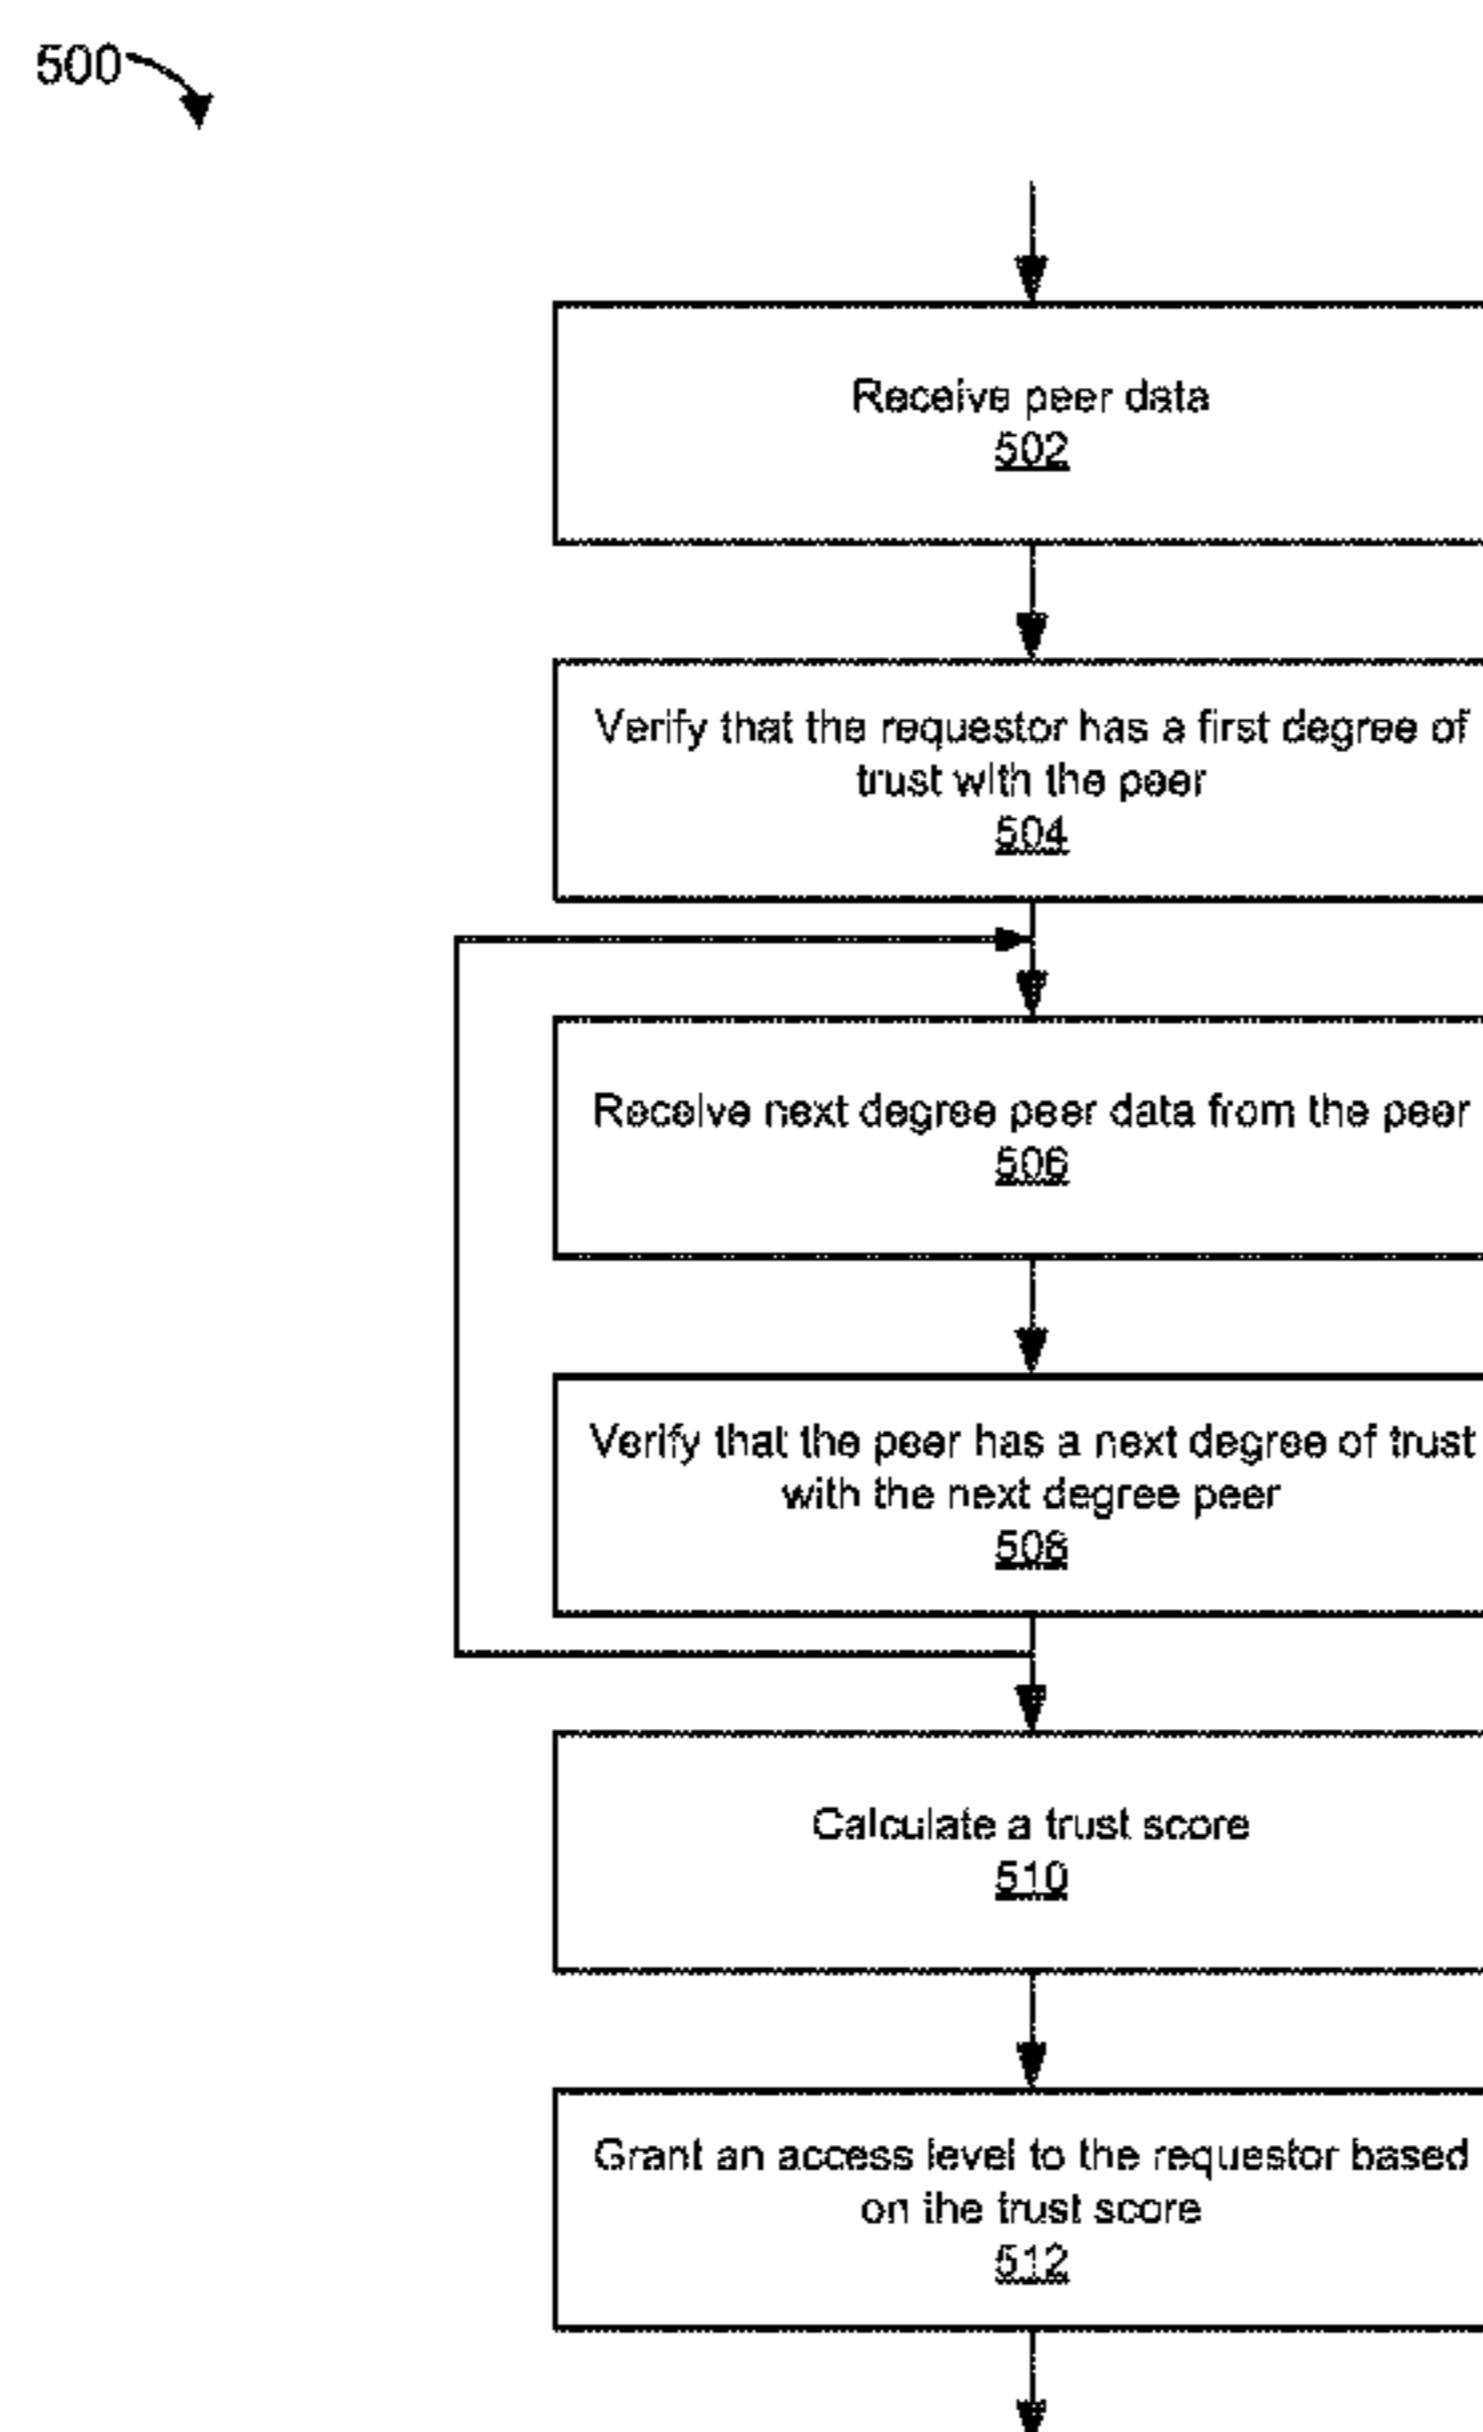 500
Receive peer data
502
Verify that the requestor has a first degree of
trust with the peer
504
Receive next degree peer data from the peer
506
Verify that the peer has a next degree of trust
with the next degree peer
508
Calculate a trust score
510
Grant an access level to the requestor based
on the trust score
512